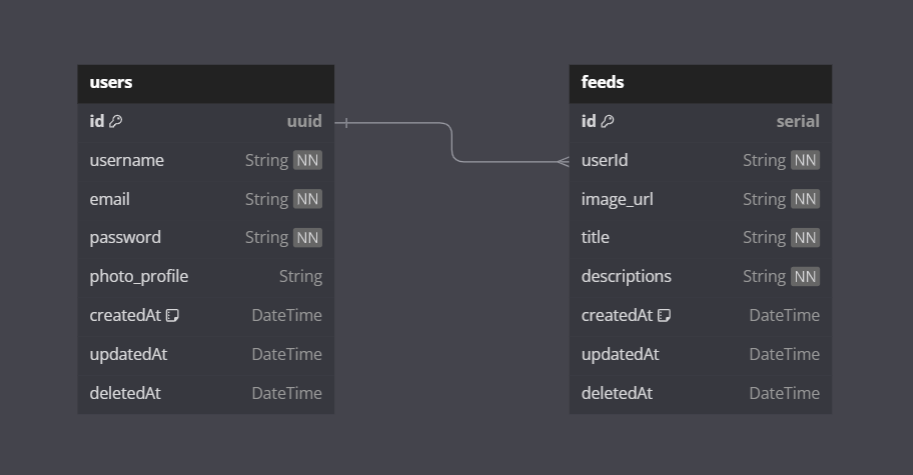 users
id uuid
username String NN
email String NN
password String NN
photo_profile String
createdAt DateTime
updatedAt DateTime
deletedAt DateTime
feeds
id serial
userId String NN
image_url String NN
title String NN
descriptions String NN
createdAt DateTime
updatedAt DateTime
deletedAt DateTime